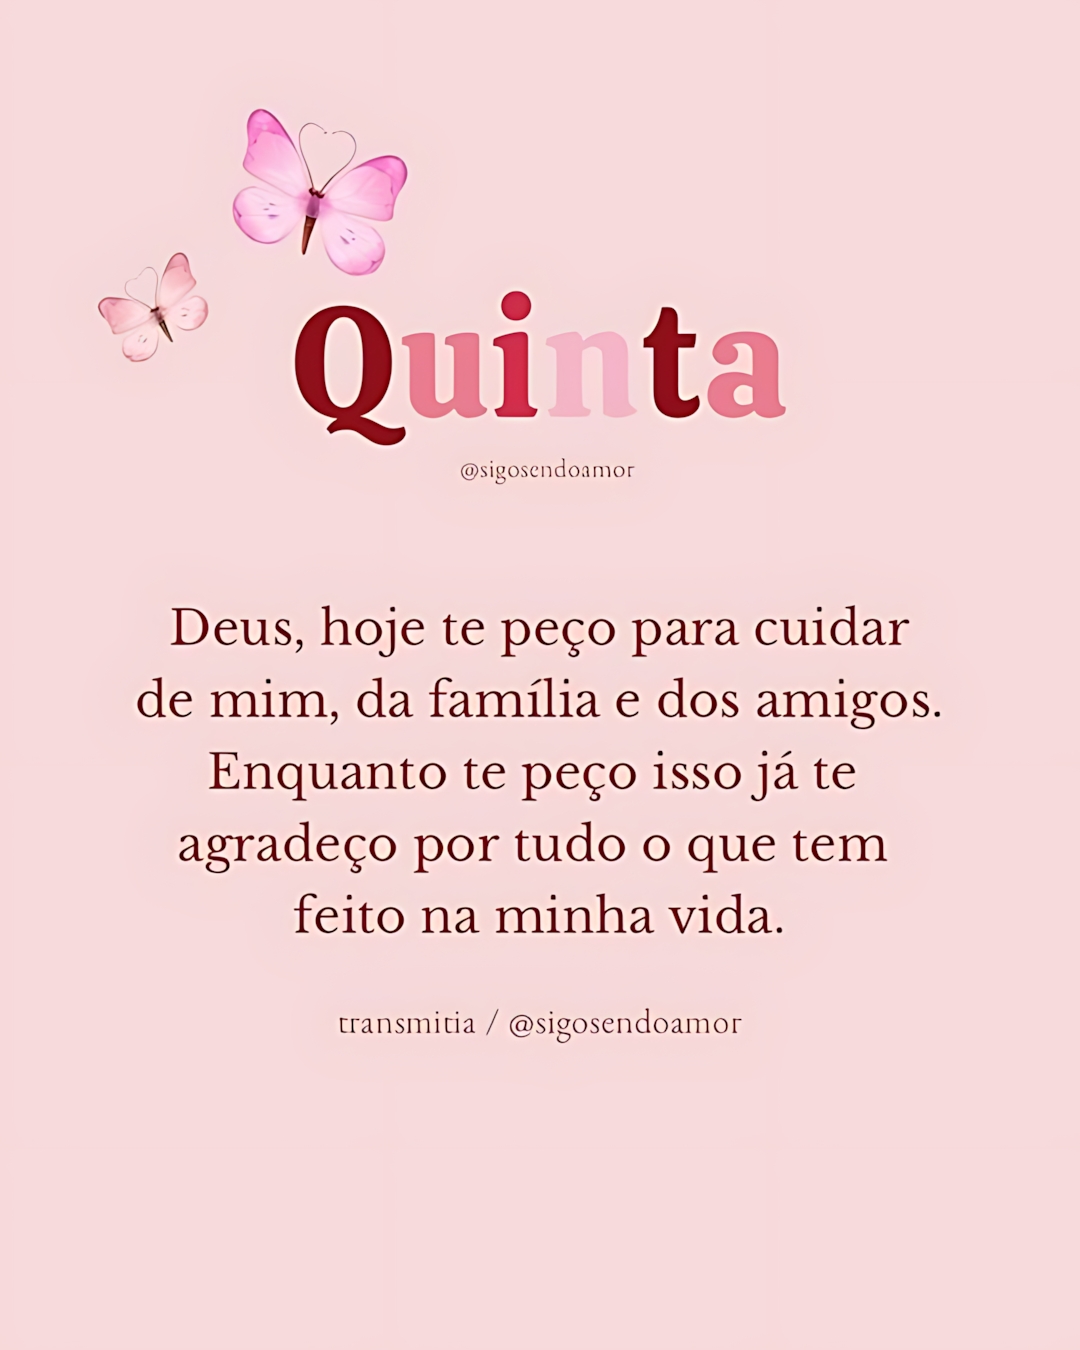 Quinta
@sigosendoamor
Deus, hoje te peço para cuidar
de mim, da família e dos amigos.
Enquanto te peço isso já te
agradeço por tudo o que tem
feito na minha vida.
transmitia / @sigosendoamor